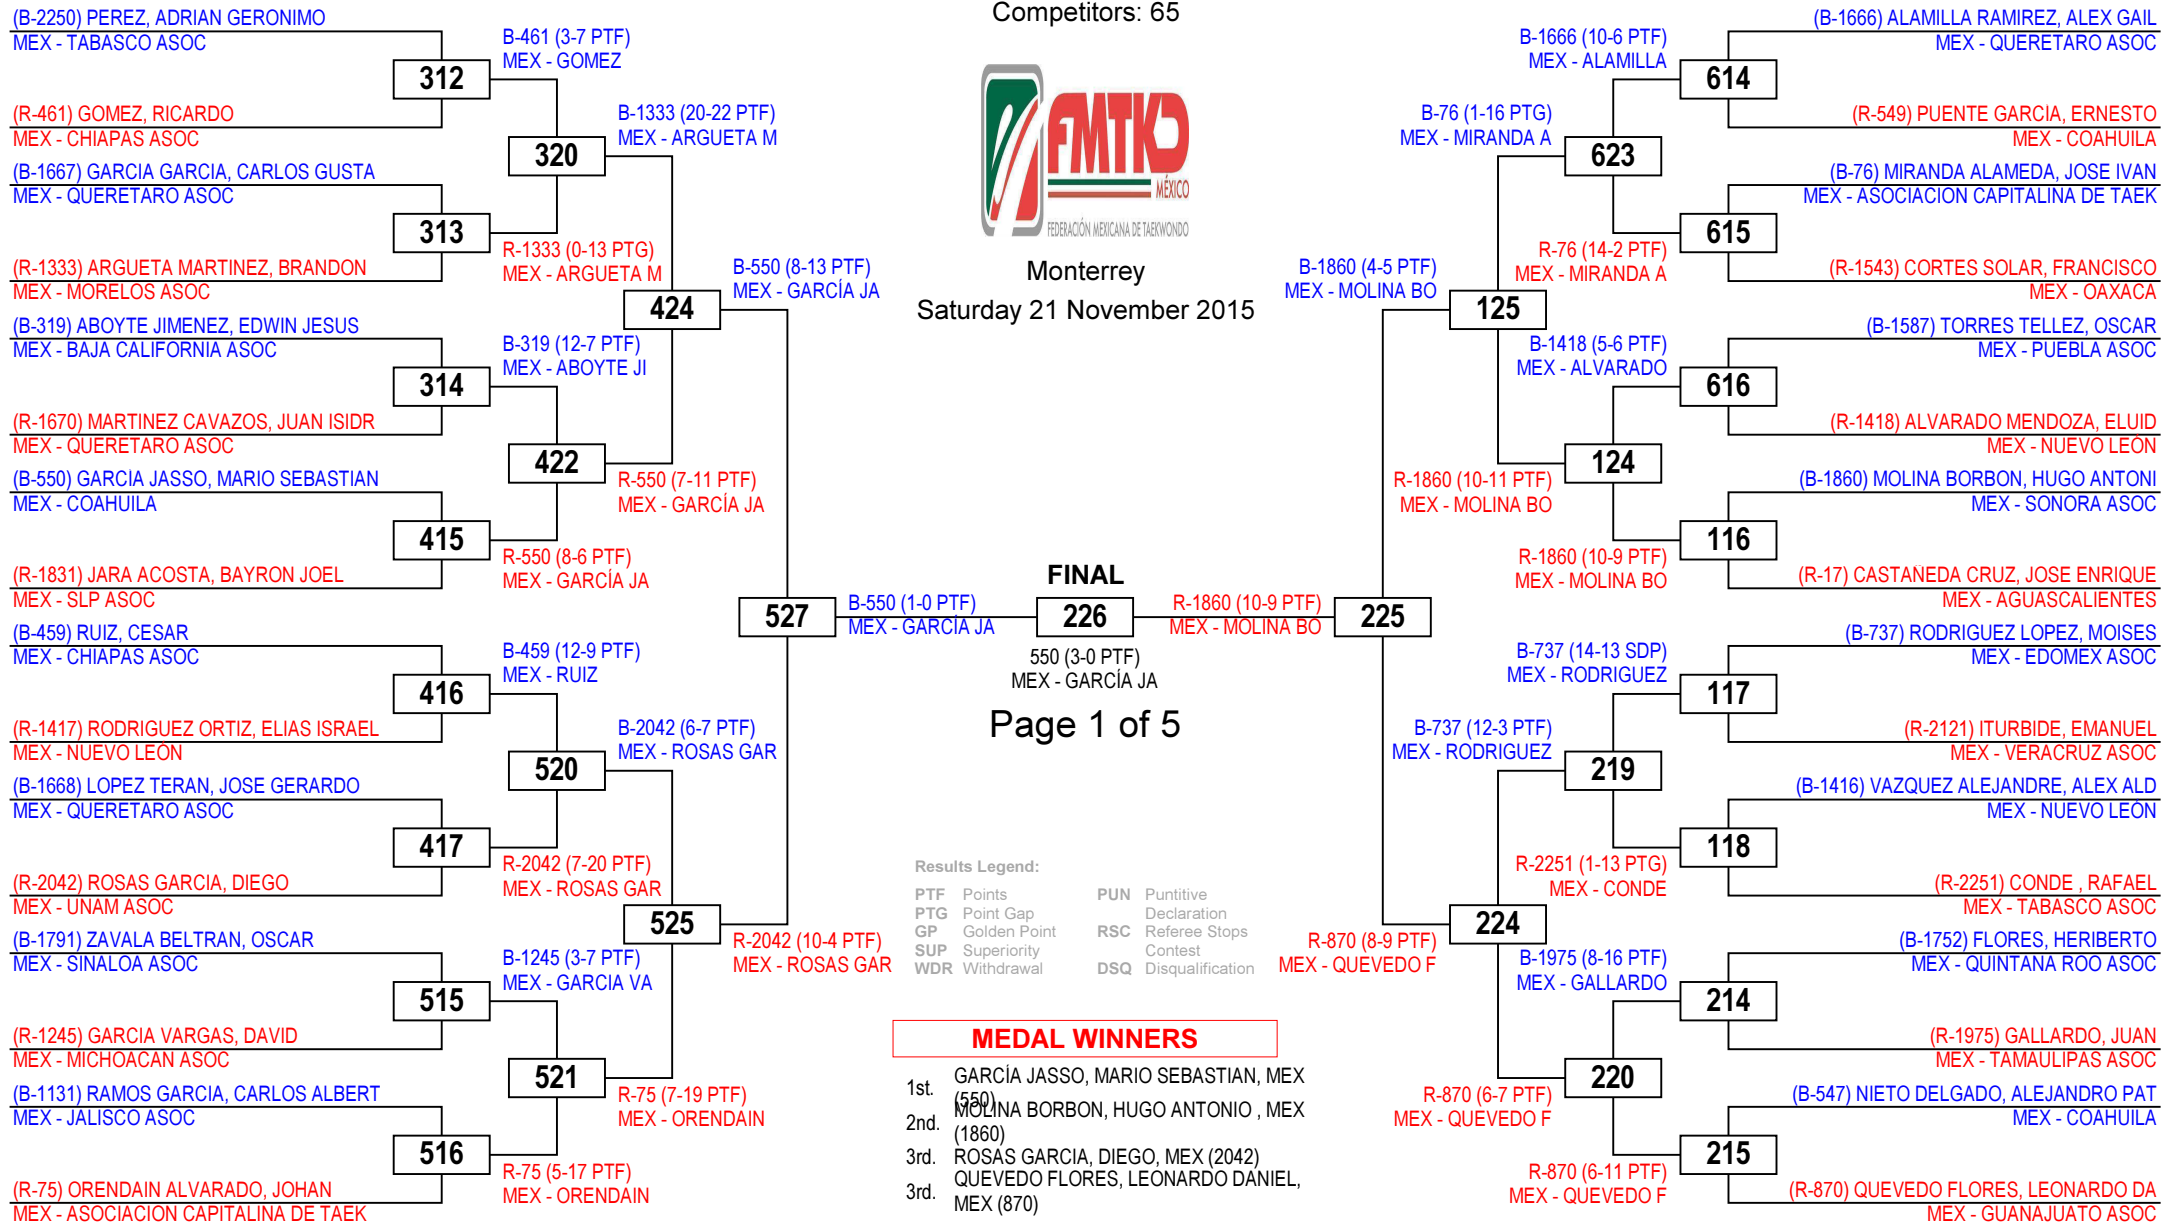 Competitors: 65
FMTKD
MÉXICO
FEDERACIÓN MEXICANA DE TAEKWONDO
Monterrey
Saturday 21 November 2015
(B-2250) PEREZ, ADRIAN GERONIMO
MEX - TABASCO ASOC
312
(R-461) GOMEZ, RICARDO
MEX - CHIAPAS ASOC
(B-1667) GARCIA GARCIA, CARLOS GUSTA
MEX - QUERETARO ASOC
313
(R-1333) ARGUETA MARTINEZ, BRANDON
MEX - MORELOS ASOC
(B-319) ABOYTE JIMENEZ, EDWIN JESUS
MEX - BAJA CALIFORNIA ASOC
314
(R-1670) MARTINEZ CAVAZOS, JUAN ISIDR
MEX - QUERETARO ASOC
(B-550) GARCÍA JASSO, MARIO SEBASTIAN
MEX - COAHUILA
415
(R-1831) JARA ACOSTA, BAYRON JOEL
MEX - SLP ASOC
(B-459) RUIZ, CESAR
MEX - CHIAPAS ASOC
416
(R-1417) RODRIGUEZ ORTIZ, ELIAS ISRAEL
MEX - NUEVO LEÓN
(B-1668) LOPEZ TERAN, JOSE GERARDO
MEX - QUERETARO ASOC
417
(R-2042) ROSAS GARCIA, DIEGO
MEX - UNAM ASOC
(B-1791) ZAVALA BELTRAN, OSCAR
MEX - SINALOA ASOC
515
(R-1245) GARCIA VARGAS, DAVID
MEX - MICHOACAN ASOC
(B-1131) RAMOS GARCIA, CARLOS ALBERT
MEX - JALISCO ASOC
516
(R-75) ORENDAIN ALVARADO, JOHAN
MEX - ASOCIACION CAPITALINA DE TAEK
B-461 (3-7 PTF)
MEX - GOMEZ
320
R-1333 (0-13 PTG)
MEX - ARGUETA M
B-319 (12-7 PTF)
MEX - ABOYTE JI
422
R-550 (8-6 PTF)
MEX - GARCÍA JA
B-459 (12-9 PTF)
MEX - RUIZ
520
R-2042 (7-20 PTF)
MEX - ROSAS GAR
B-1245 (3-7 PTF)
MEX - GARCIA VA
521
R-75 (5-17 PTF)
MEX - ORENDAIN
B-1333 (20-22 PTF)
MEX - ARGUETA M
424
R-550 (7-11 PTF)
MEX - GARCÍA JA
B-2042 (6-7 PTF)
MEX - ROSAS GAR
525
R-75 (7-19 PTF)
MEX - ORENDAIN
B-550 (8-13 PTF)
MEX - GARCÍA JA
527
R-2042 (10-4 PTF)
MEX - ROSAS GAR
B-550 (1-0 PTF)
MEX - GARCÍA JA
FINAL
226
550 (3-0 PTF)
MEX - GARCÍA JA
Page 1 of 5
R-1860 (10-9 PTF)
MEX - MOLINA BO
225
B-1860 (4-5 PTF)
MEX - MOLINA BO
R-870 (8-9 PTF)
MEX - QUEVEDO F
B-76 (1-16 PTG)
MEX - MIRANDA A
125
R-1860 (10-11 PTF)
MEX - MOLINA BO
B-737 (12-3 PTF)
MEX - RODRIGUEZ
224
R-870 (6-7 PTF)
MEX - QUEVEDO F
B-1666 (10-6 PTF)
MEX - ALAMILLA
623
R-76 (14-2 PTF)
MEX - MIRANDA A
B-1418 (5-6 PTF)
MEX - ALVARADO
124
R-1860 (10-9 PTF)
MEX - MOLINA BO
B-737 (14-13 SDP)
MEX - RODRIGUEZ
219
R-2251 (1-13 PTG)
MEX - CONDE
B-1975 (8-16 PTF)
MEX - GALLARDO
220
R-870 (6-11 PTF)
MEX - QUEVEDO F
(B-1666) ALAMILLA RAMIREZ, ALEX GAIL
MEX - QUERETARO ASOC
614
(R-549) PUENTE GARCIA, ERNESTO
MEX - COAHUILA
(B-76) MIRANDA ALAMEDA, JOSE IVAN
MEX - ASOCIACION CAPITALINA DE TAEK
615
(R-1543) CORTES SOLAR, FRANCISCO
MEX - OAXACA
(B-1587) TORRES TELLEZ, OSCAR
MEX - PUEBLA ASOC
616
(R-1418) ALVARADO MENDOZA, ELUID
MEX - NUEVO LEÓN
(B-1860) MOLINA BORBON, HUGO ANTONI
MEX - SONORA ASOC
116
(R-17) CASTAÑEDA CRUZ, JOSE ENRIQUE
MEX - AGUASCALIENTES
(B-737) RODRIGUEZ LOPEZ, MOISES
MEX - EDOMEX ASOC
117
(R-2121) ITURBIDE, EMANUEL
MEX - VERACRUZ ASOC
(B-1416) VAZQUEZ ALEJANDRE, ALEX ALD
MEX - NUEVO LEÓN
118
(R-2251) CONDE , RAFAEL
MEX - TABASCO ASOC
(B-1752) FLORES, HERIBERTO
MEX - QUINTANA ROO ASOC
214
(R-1975) GALLARDO, JUAN
MEX - TAMAULIPAS ASOC
(B-547) NIETO DELGADO, ALEJANDRO PAT
MEX - COAHUILA
215
(R-870) QUEVEDO FLORES, LEONARDO DA
MEX - GUANAJUATO ASOC
Results Legend:
PTF Points
PTG Point Gap
GP Golden Point
SUP Superiority
WDR Withdrawal
PUN Puntitive
Declaration
RSC Referee Stops
Contest
DSQ Disqualification
MEDAL WINNERS
1st. GARCÍA JASSO, MARIO SEBASTIAN, MEX
(550)
2nd. MOLINA BORBON, HUGO ANTONIO , MEX
(1860)
3rd. ROSAS GARCIA, DIEGO, MEX (2042)
3rd. QUEVEDO FLORES, LEONARDO DANIEL,
MEX (870)